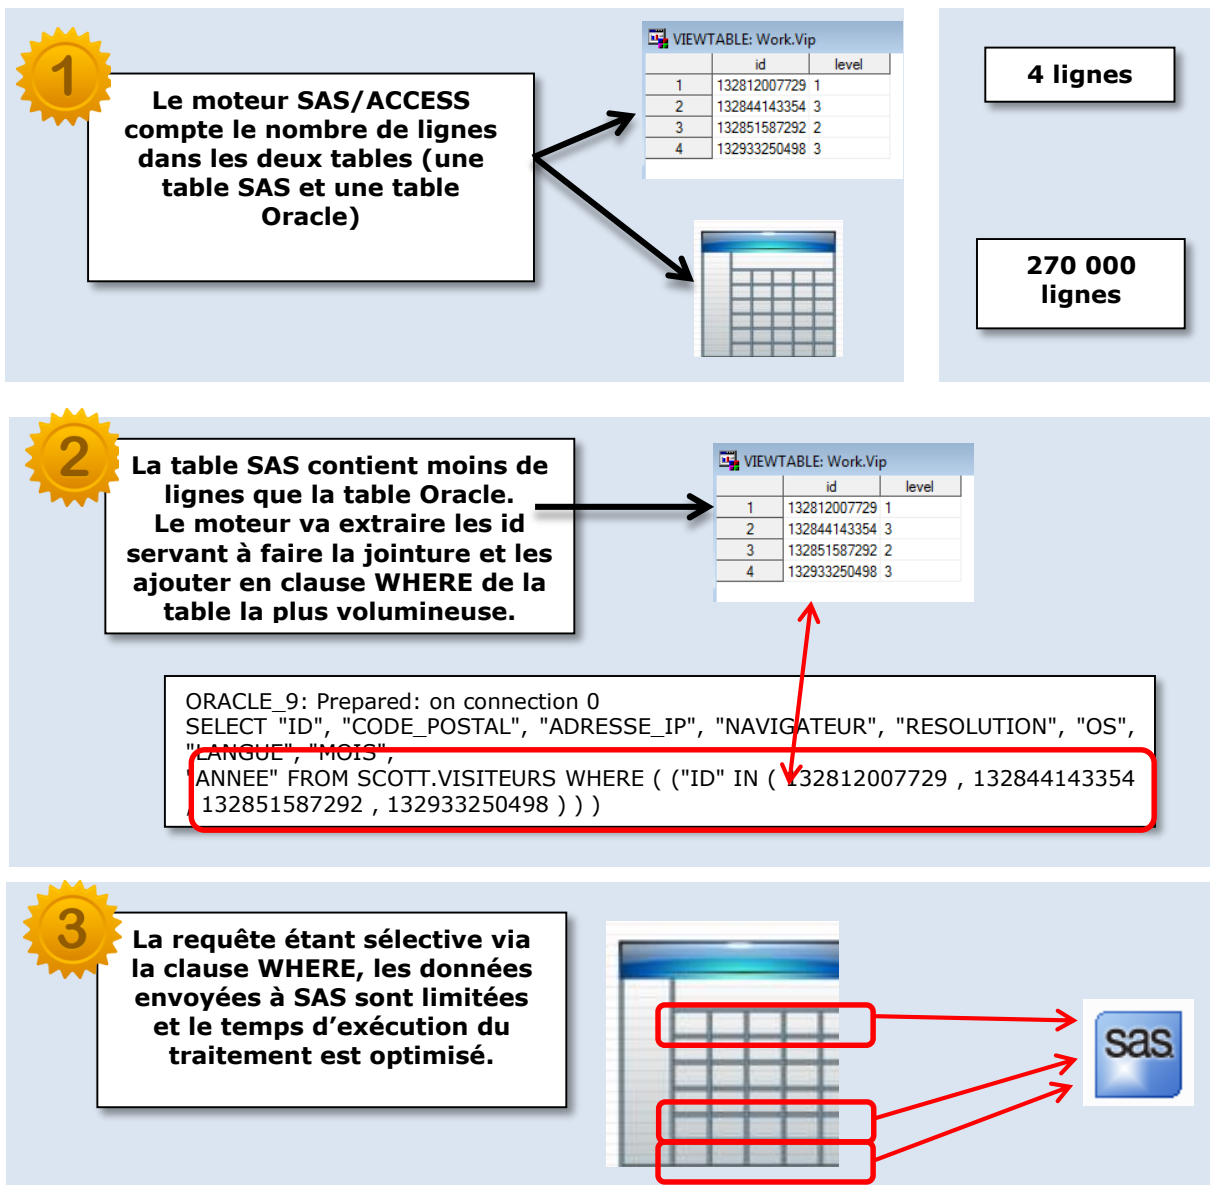 1
Le moteur SAS/ACCESS
compte le nombre de lignes
dans les deux tables (une
table SAS et une table
Oracle)
VIEWTABLE: Work.Vip
id level
1 132812007729 1
2 132844143354 3
3 132851587292 2
4 132933250498 3
4 lignes
270 000
lignes
2
La table SAS contient moins de
lignes que la table Oracle.
Le moteur va extraire les id
servant à faire la jointure et les
ajouter en clause WHERE de la
table la plus volumineuse.
VIEWTABLE: Work.Vip
id level
1 132812007729 1
2 132844143354 3
3 132851587292 2
4 132933250498 3
ORACLE_9: Prepared: on connection 0
SELECT "ID", "CODE_POSTAL", "ADRESSE_IP", "NAVIGATEUR", "RESOLUTION", "OS",
"LANGUE", "MOIS",
"ANNEE" FROM SCOTT.VISITEURS WHERE ( ("ID" IN ( 132812007729 , 132844143354
, 132851587292 , 132933250498 ) ) )
3
La requête étant sélective via
la clause WHERE, les données
envoyées à SAS sont limitées
et le temps d’exécution du
traitement est optimisé.
sas